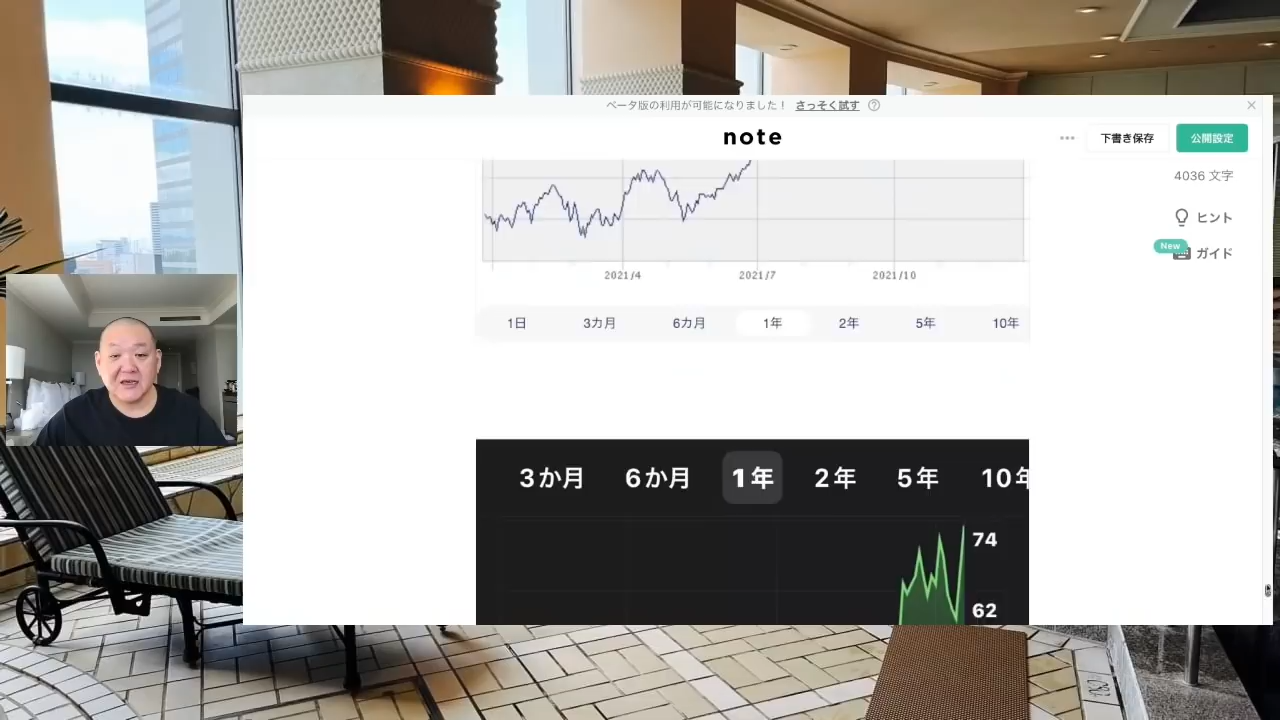 ベータ版の利用が可能になりました！ さっそく試す ?
note
下書き保存
公開設定
4036 文字
ヒント
New
ガイド
2021/4 2021/7 2021/10
1日 3カ月 6カ月 1年 2年 5年 10年
3か月 6か月 1年 2年 5年 10年
74
62